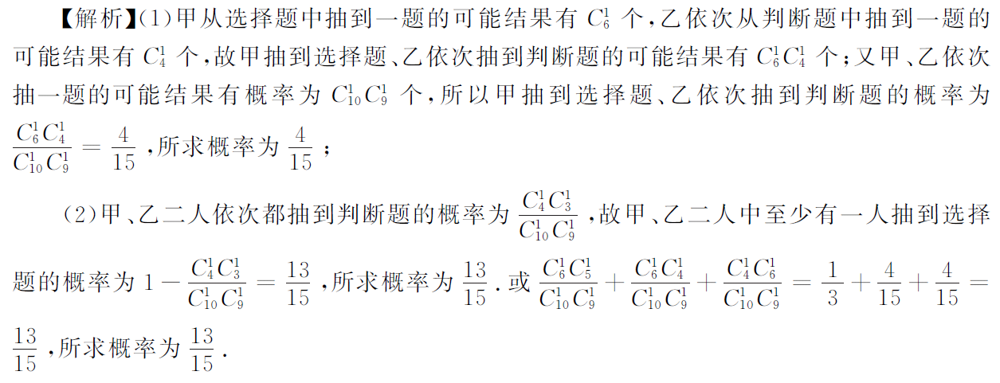 【解析】(1)甲从选择题中抽到一题的可能结果有 $C_6^1$ 个,乙依次从判断题中抽到一题的
可能结果有 $C_4^1$ 个,故甲抽到选择题、乙依次抽到判断题的可能结果有 $C_6^1C_4^1$ 个;又甲、乙依次
抽一题的可能结果有概率为 $C_{10}^1C_9^1$ 个,所以甲抽到选择题、乙依次抽到判断题的概率为
$\frac{C_6^1C_4^1}{C_{10}^1C_9^1}=\frac{4}{15}$,所求概率为 $\frac{4}{15}$;
(2)甲、乙二人依次都抽到判断题的概率为 $\frac{C_4^1C_3^1}{C_{10}^1C_9^1}$,故甲、乙二人中至少有一人抽到选择
题的概率为 $1-\frac{C_4^1C_3^1}{C_{10}^1C_9^1}=\frac{13}{15}$,所求概率为 $\frac{13}{15}$.或 $\frac{C_6^1C_5^1}{C_{10}^1C_9^1}+\frac{C_6^1C_4^1}{C_{10}^1C_9^1}+\frac{C_4^1C_6^1}{C_{10}^1C_9^1}=\frac{1}{3}+\frac{4}{15}+\frac{4}{15}=$
$\frac{13}{15}$,所求概率为 $\frac{13}{15}$.